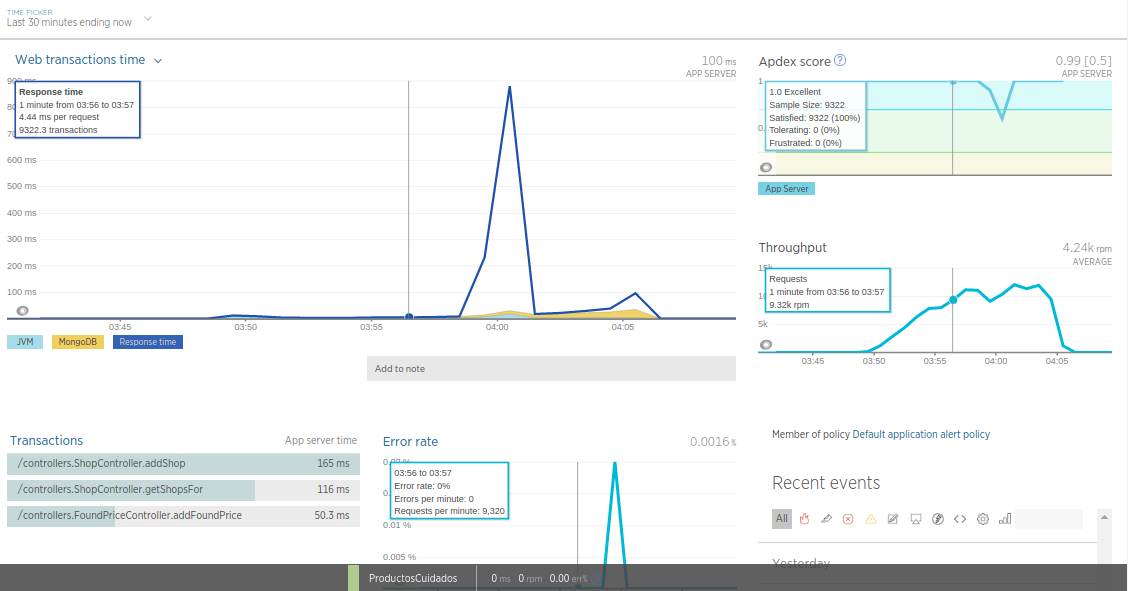 TIME PICKER
Last 30 minutes ending now
Web transactions time
100 ms
APP SERVER
Response time
1 minute from 03:56 to 03:57
4.44 ms per request
9322.3 transactions
600 ms
500 ms
400 ms
300 ms
200 ms
100 ms
03:45
03:50
03:55
04:00
04:05
JVM
MongoDB
Response time
Add to note
Apdex score ?
0.99 [0.5]
APP SERVER
1
0.
1.0 Excellent
Sample Size: 9322
Satisfied: 9322 (100%)
Tolerating: 0 (0%)
Frustrated: 0 (0%)
App Server
Throughput
4.24k rpm
AVERAGE
Requests
1 minute from 03:56 to 03:57
9.32k rpm
5k
03:45
03:50
03:55
04:00
04:05
Transactions
App server time
/controllers.ShopController.addShop
165 ms
/controllers.ShopController.getShopsFor
116 ms
/controllers.FoundPriceController.addFoundPrice
50.3 ms
Error rate
0.0016 %
03:56 to 03:57
Error rate: 0%
Errors per minute: 0
Requests per minute: 9,320
0.01 %
0.005 %
Member of policy Default application alert policy
Recent events
All
Yesterday
ProductosCuidados
0 ms 0 rpm 0.00 err%